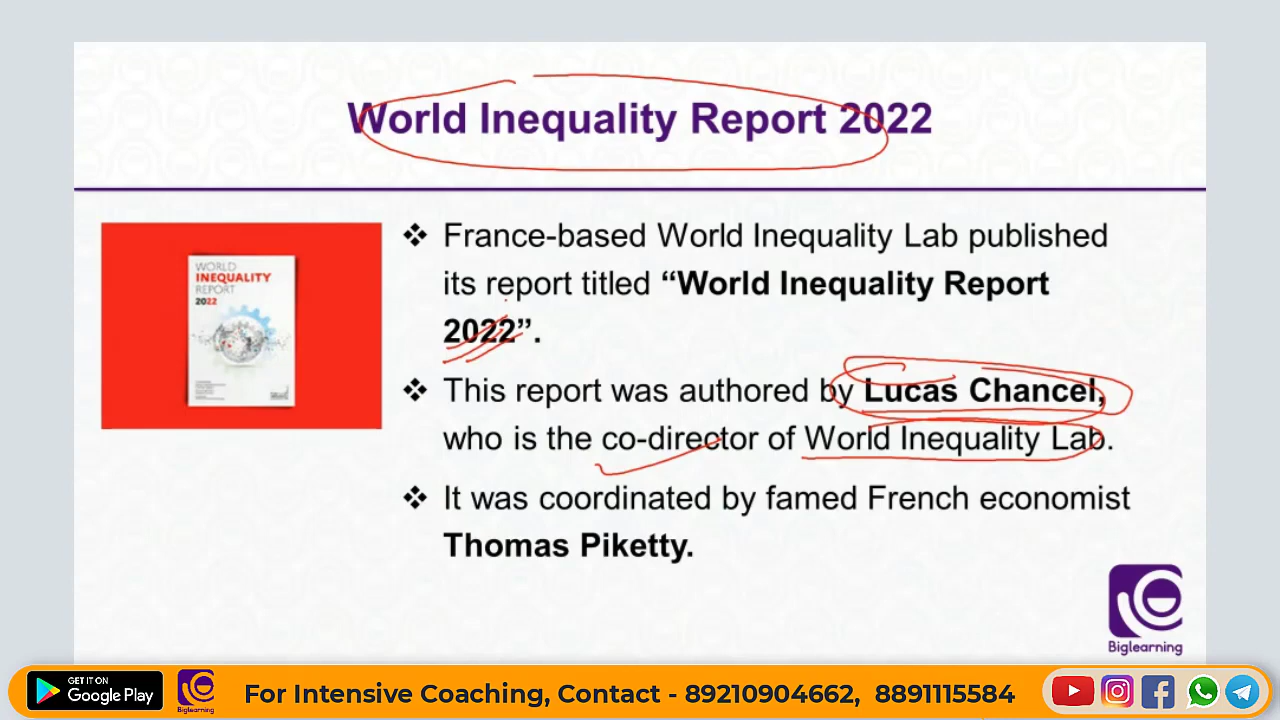 World Inequality Report 2022
WORLD
INEQUALITY
REPORT
2022
❖ France-based World Inequality Lab published
its report titled “World Inequality Report
2022”.
❖ This report was authored by Lucas Chancel,
who is the co-director of World Inequality Lab.
❖ It was coordinated by famed French economist
Thomas Piketty.
Biglearning
GET IT ON
Google Play
Biglearning
For Intensive Coaching, Contact - 89210904662, 8891115584